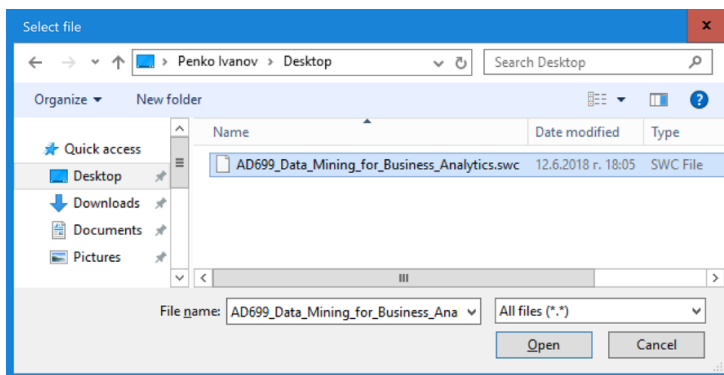 Select file
x
Penko Ivanov > Desktop
Search Desktop
Organize
New folder
?
Name
Date modified
Type
Quick access
AD699_Data_Mining_for_Business_Analytics.swc
12.6.2018 г. 18:05
SWC File
Desktop
Downloads
Documents
Pictures
File name:
AD699_Data_Mining_for_Business_Ana
All files (*.*)
Open
Cancel